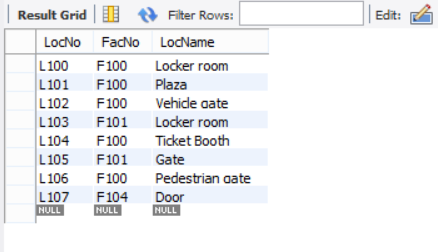 Result Grid Filter Rows: Edit:
LocNo FacNo LocName
L100 F100 Locker room
L101 F100 Plaza
L102 F100 Vehicle gate
L103 F101 Locker room
L104 F100 Ticket Booth
L105 F101 Gate
L106 F100 Pedestrian gate
L107 F104 Door
NULL NULL NULL